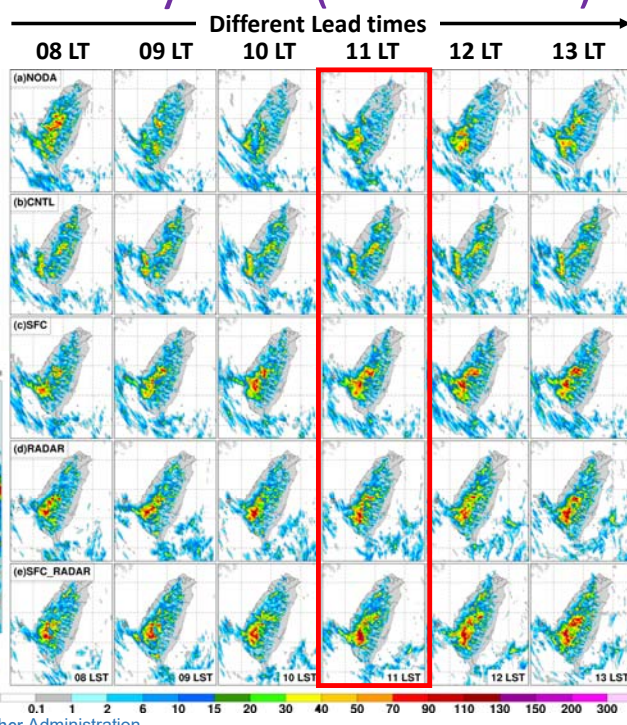 Different Lead times
08 LT 09 LT 10 LT 11 LT 12 LT 13 LT
(a)NODA
(b)CNTL
(c)SFC
(d)RADAR
(e)SFC_RADAR
08 LST 09 LST 10 LST 11 LST 12 LST 13 LST
0.1 1 2 6 10 15 20 30 40 50 70 90 110 130 150 200 300
Administration